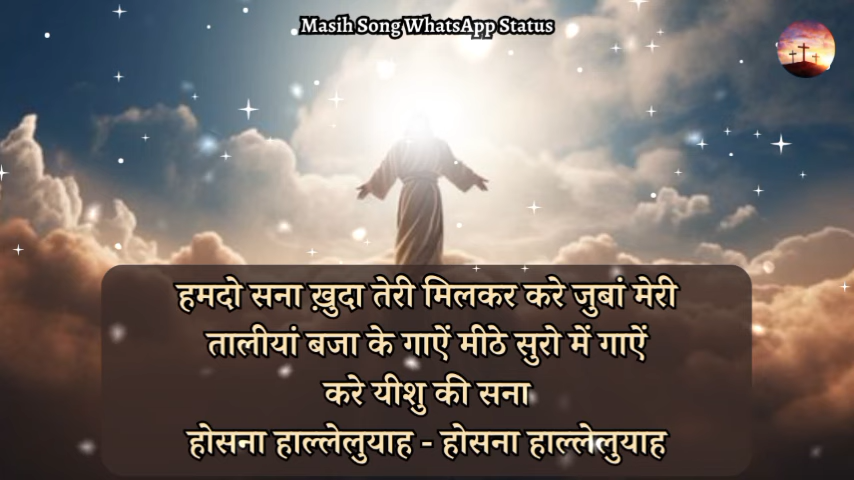 Masih Song WhatsApp Status
हमदो सना ख़ुदा तेरी मिलकर करे जुबां मेरी
तालीयां बजा के गाऐं मीठे सुरो में गाऐं
करे यीशु की सना
होसना हाल्लेलुयाह - होसना हाल्लेलुयाह